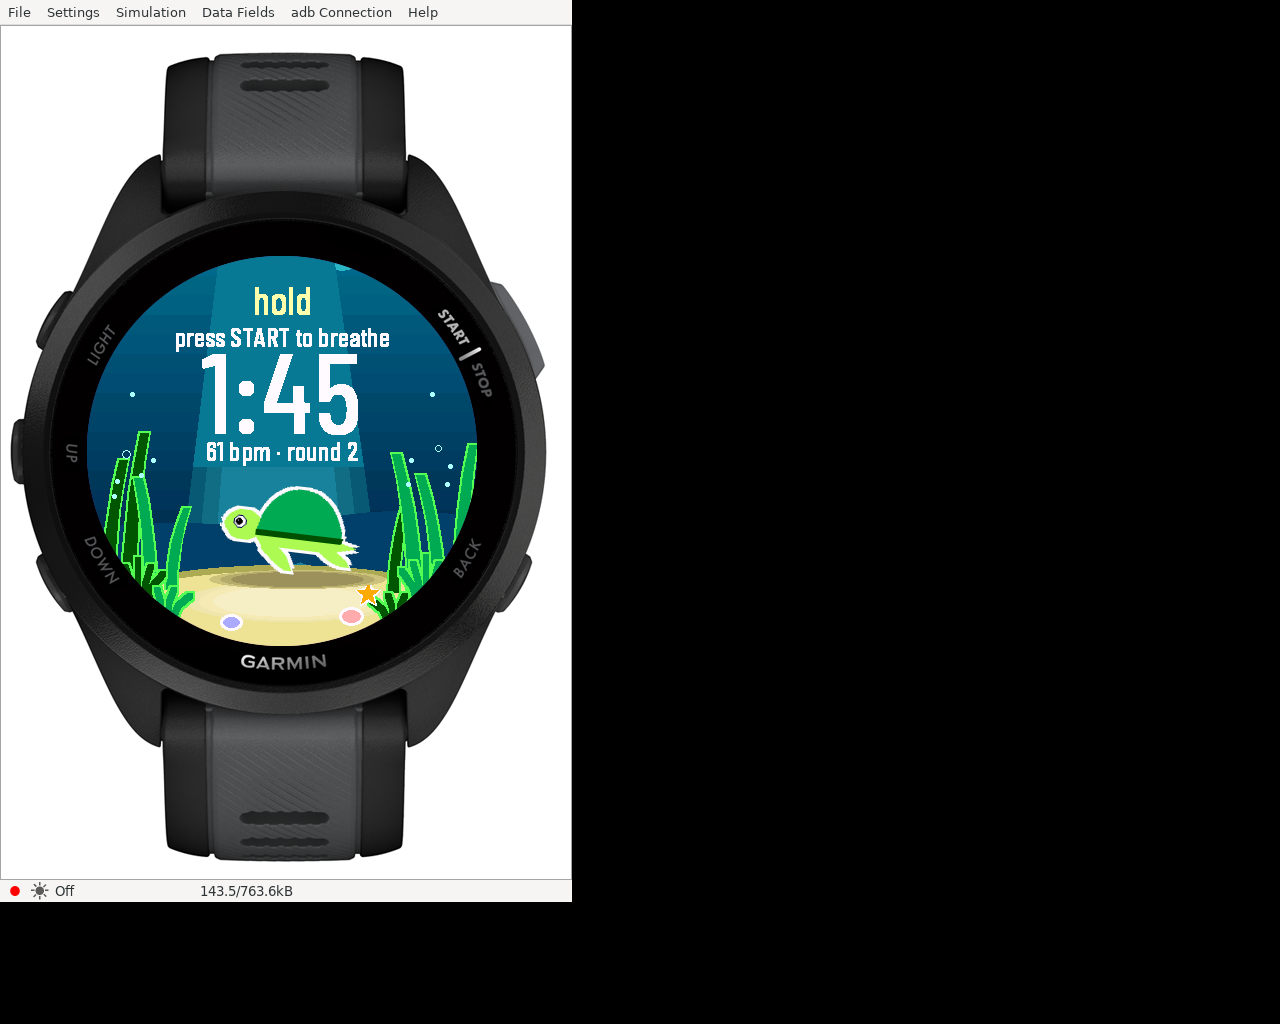 File Settings Simulation Data Fields adb Connection Help
hold
press START to breathe
1:45
61 bpm · round 2
LIGHT
START
STOP
UP
DOWN
BACK
GARMIN
Off 143.5/763.6kB